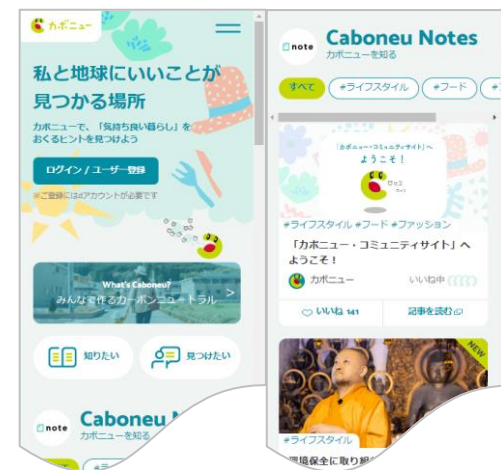 カボニュー
私と地球にいいことが
見つかる場所
カボニューで、「気持ち良い暮らし」を
おくるヒントを見つけよう
ログイン / ユーザー登録
※ご登録にはdアカウントが必要です
What's Caboneu?
みんなで作るカーボンニュートラル
>
知りたい
見つけたい
note
Caboneu
カボニューを知る
note
Caboneu Notes
カボニューを知る
すべて
#ライフスタイル
#フード
「カボニュー・コミュニティサイト」へ
ようこそ!
#ライフスタイル #フード #ファッション
「カボニュー・コミュニティサイト」へ
ようこそ!
カボニュー
いいね中
いいね 141
記事を読む
NEW
#ライフスタイル
環境保全に取り組